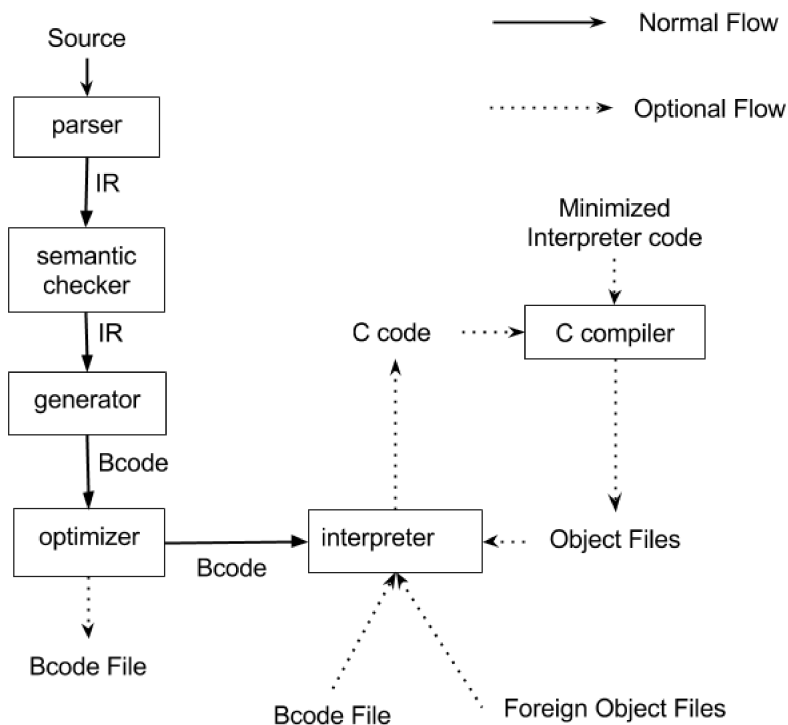 Source
Normal Flow
Optional Flow
parser
IR
semantic
checker
IR
generator
Bcode
optimizer
Bcode
Bcode File
interpreter
C code
Minimized
Interpreter code
C compiler
Object Files
Bcode File
Foreign Object Files